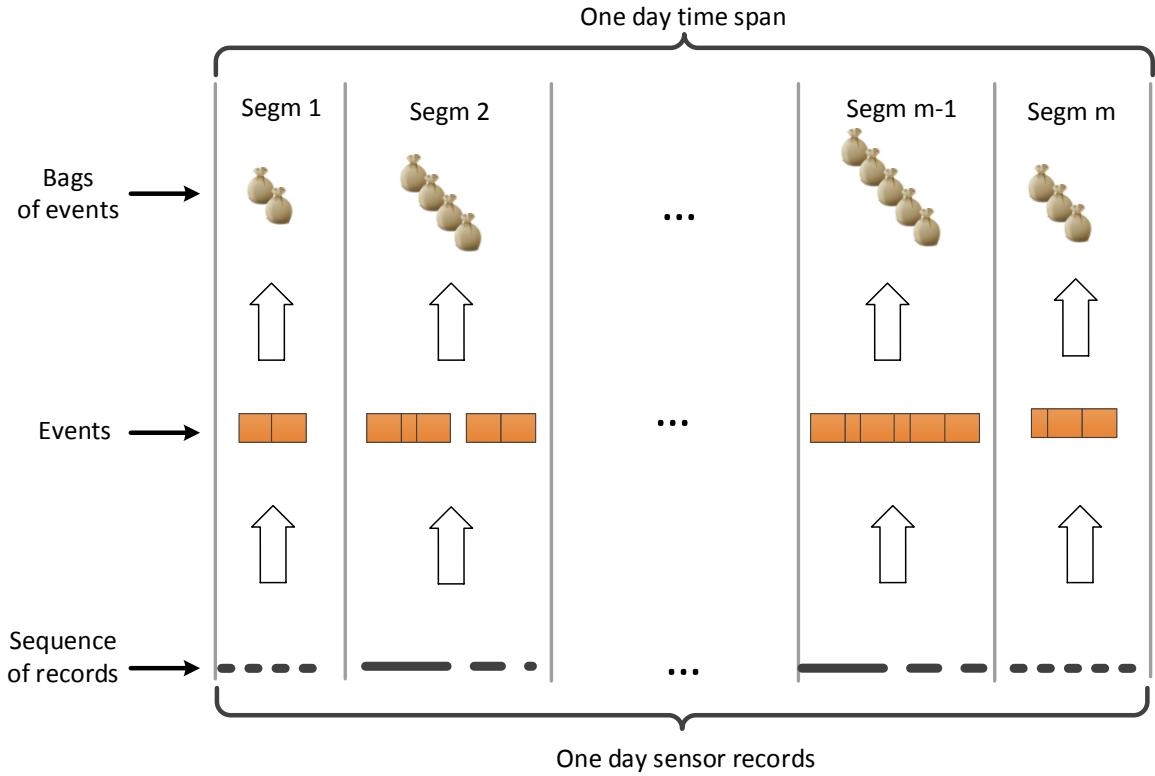 One day time span
Segm 1
Segm 2
Segm m-1
Segm m
Bags
of events
...
Events
...
Sequence
of records
...
One day sensor records